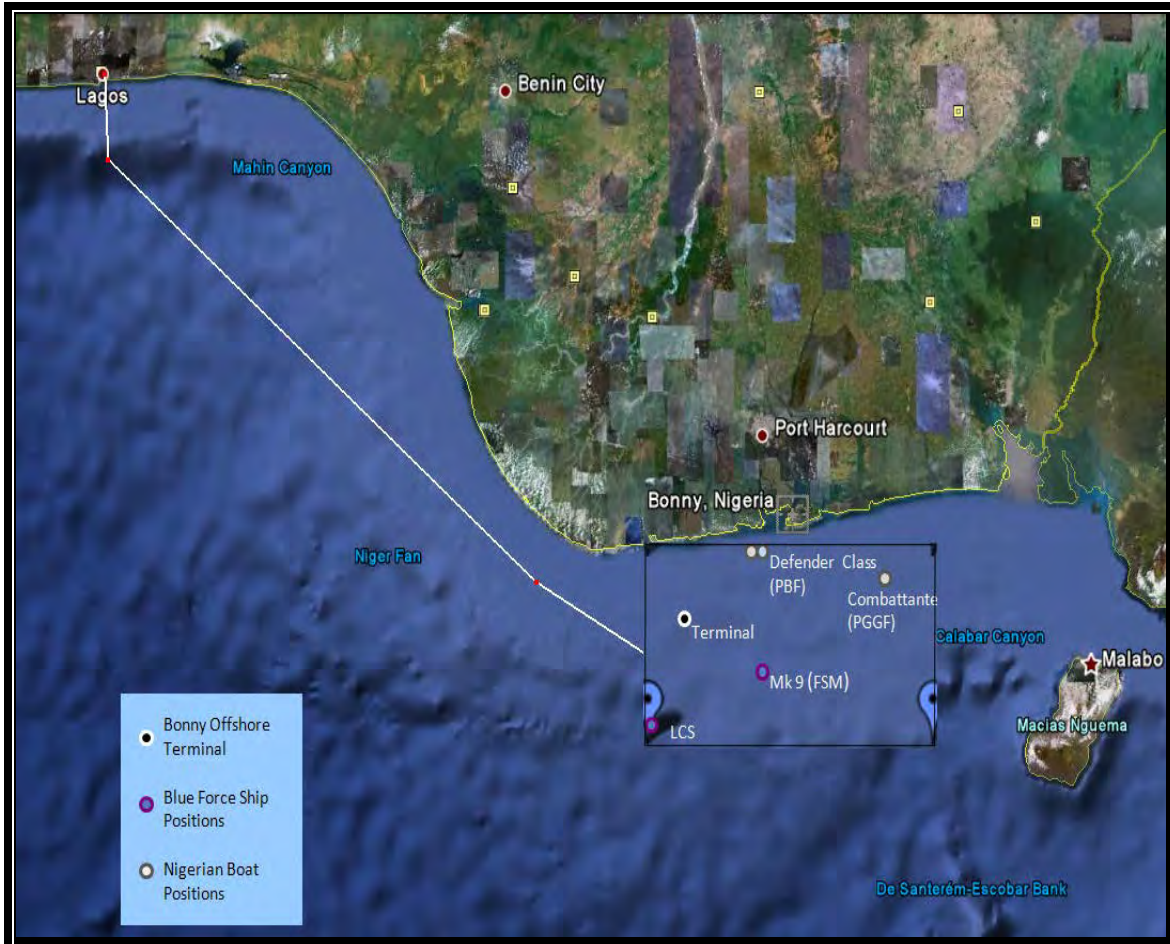 Lagos
Benin City
Mahin Canyon
Port Harcourt
Bonny, Nigeria
Niger Fan
Defender Class
(PBF)
Combattante
(PGGF)
Terminal
Calabar Canyon
Malabo
Mk 9 (FSM)
Macias Nguema
LCS
Bonny Offshore
Terminal
Blue Force Ship
Positions
Nigerian Boat
Positions
De Santerém-Escobar Bank